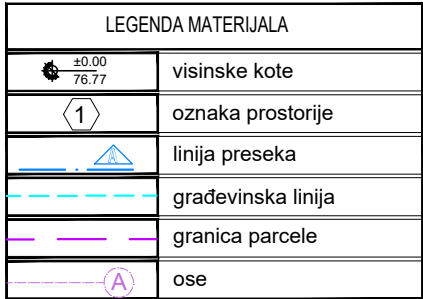 LEGENDA MATERIJALA
±0.00
76.77
visinske kote
1
oznaka prostorije
A
linija preseka
građevinska linija
granica parcele
A
ose